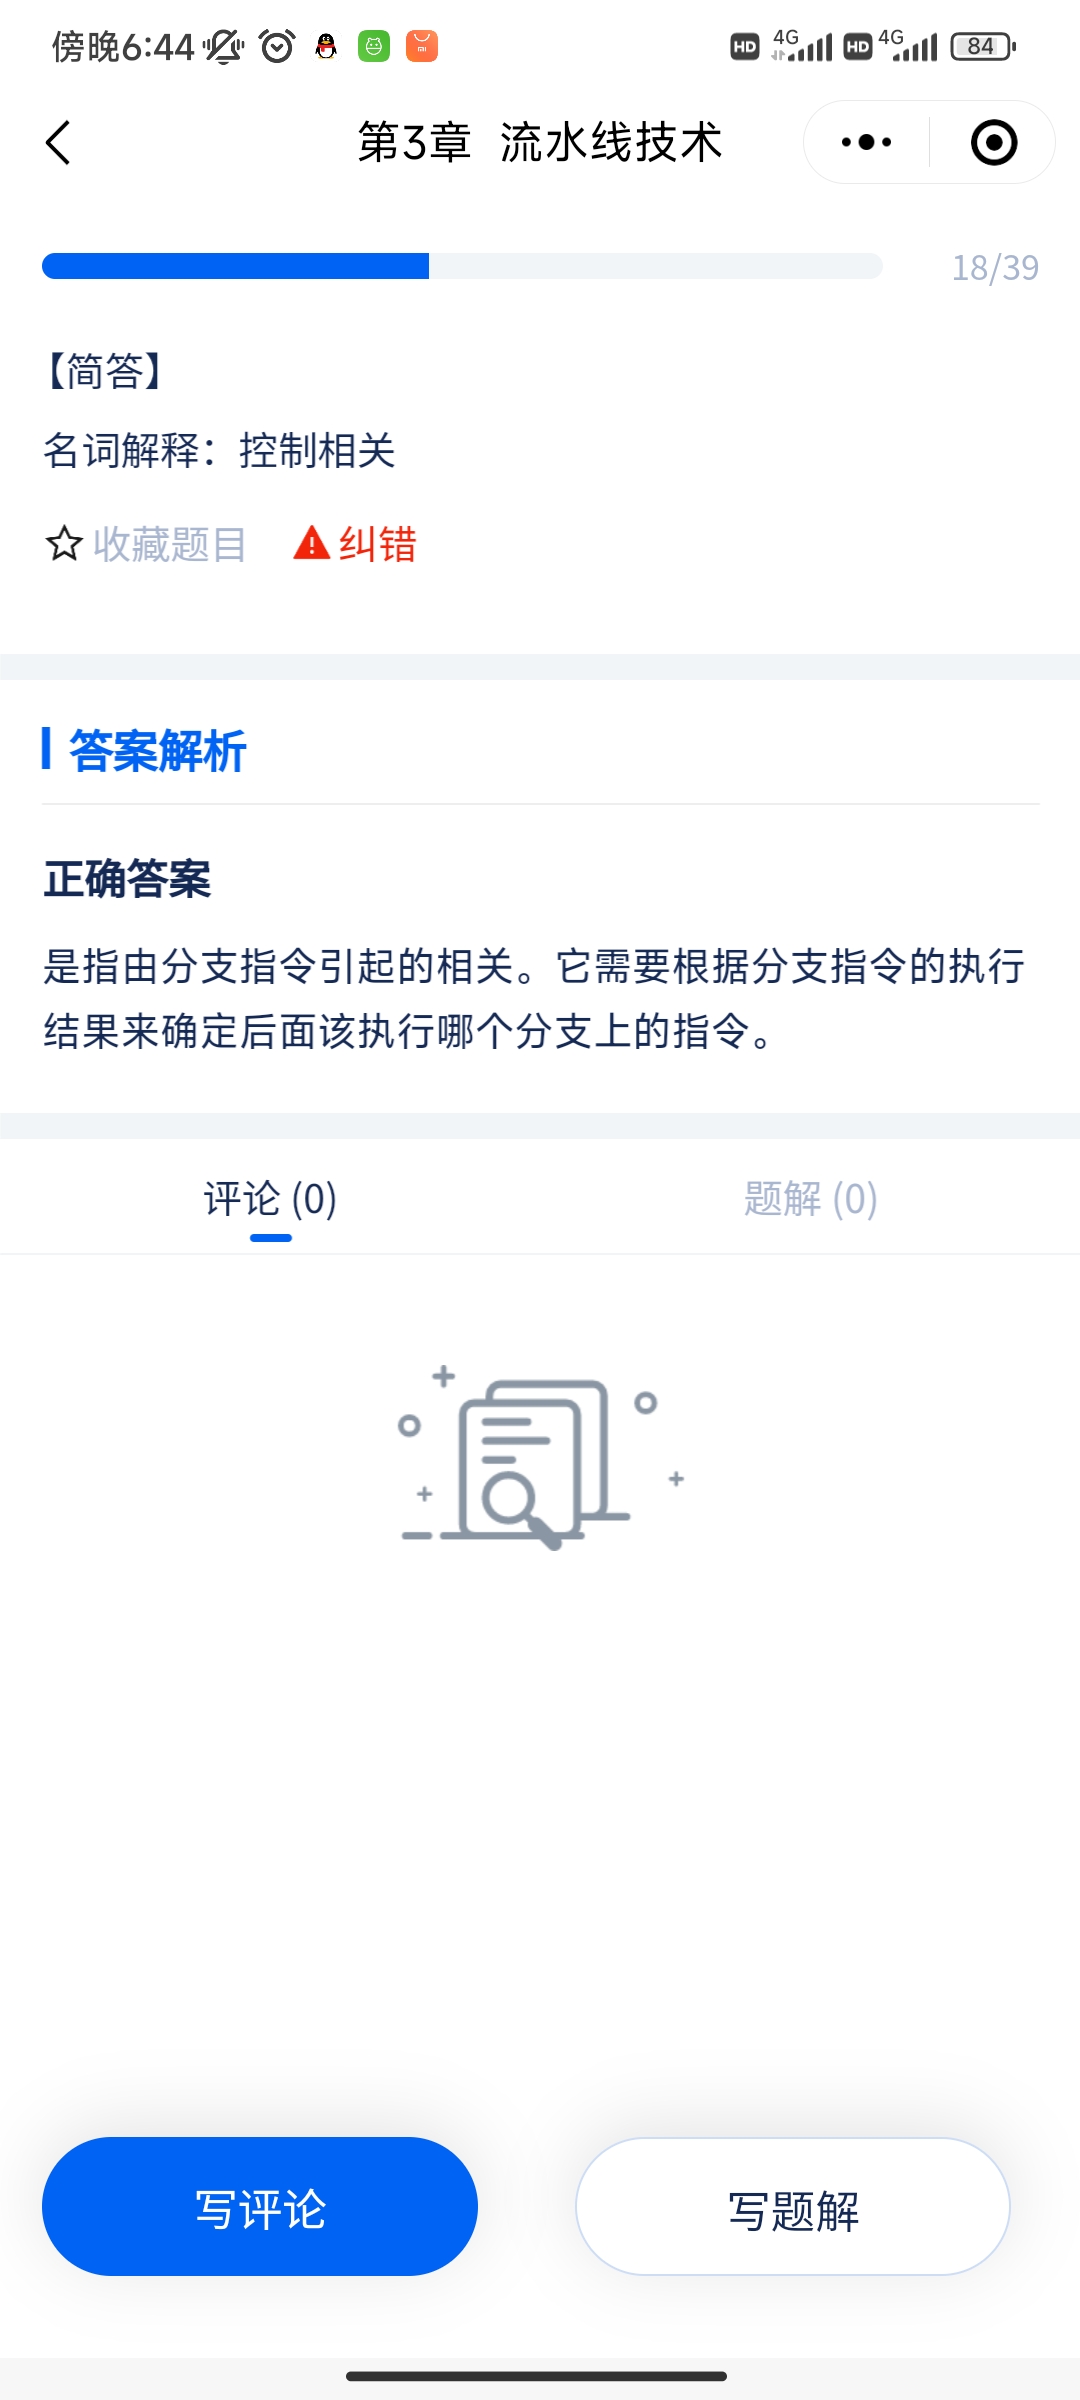 傍晚6:44
HD 4G HD 4G 84
第3章 流水线技术
18/39
【简答】
名词解释：控制相关
收藏题目 纠错
答案解析
正确答案
是指由分支指令引起的相关。它需要根据分支指令的执行
结果来确定后面该执行哪个分支上的指令。
评论 (0) 题解 (0)
写评论 写题解